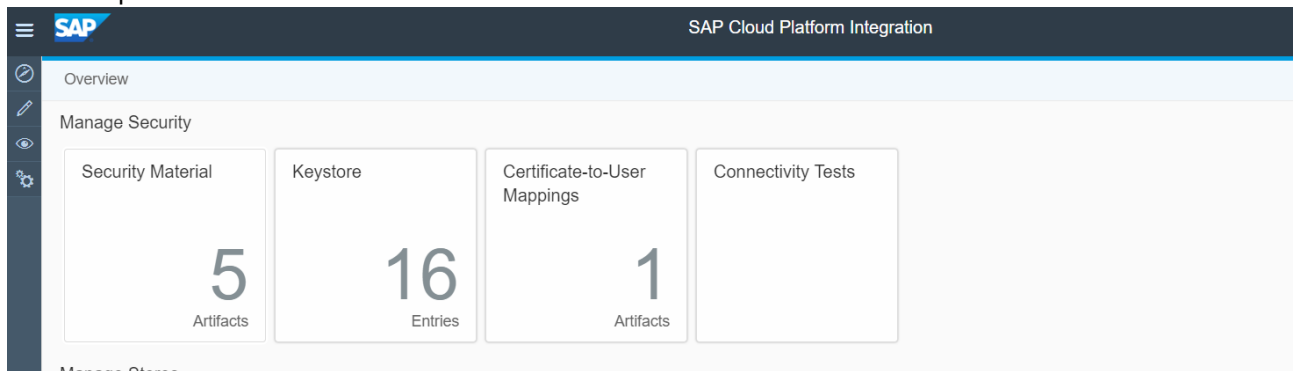 SAP
SAP Cloud Platform Integration
Overview
Manage Security
Security Material
5
Artifacts
Keystore
16
Entries
Certificate-to-User
Mappings
1
Artifacts
Connectivity Tests